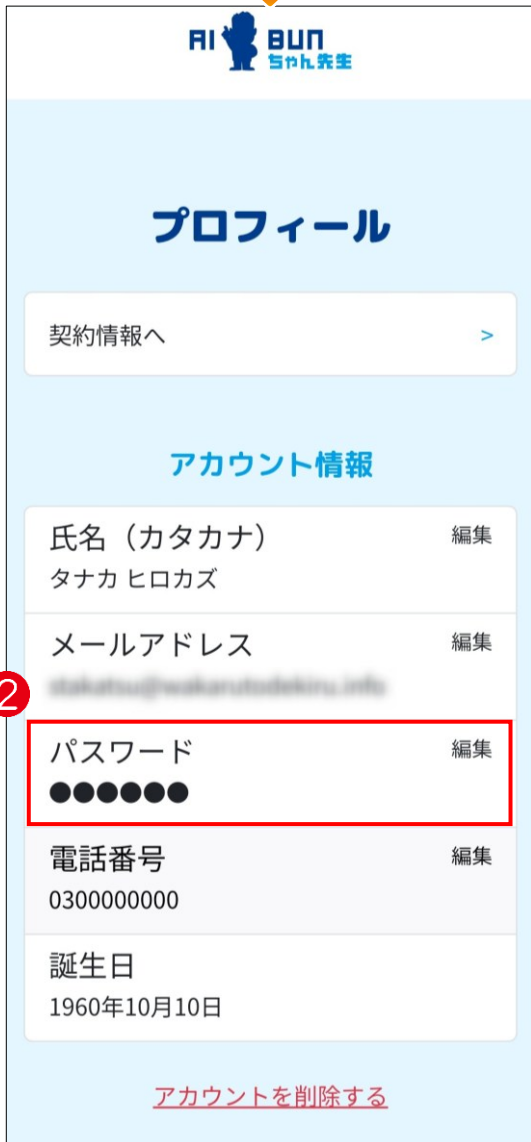 AI BUN
ちゃん先生
プロフィール
契約情報へ >
アカウント情報
氏名（カタカナ） 編集
タナカ ヒロカズ
メールアドレス 編集
2
パスワード 編集
●●●●●●
電話番号 編集
0300000000
誕生日
1960年10月10日
アカウントを削除する